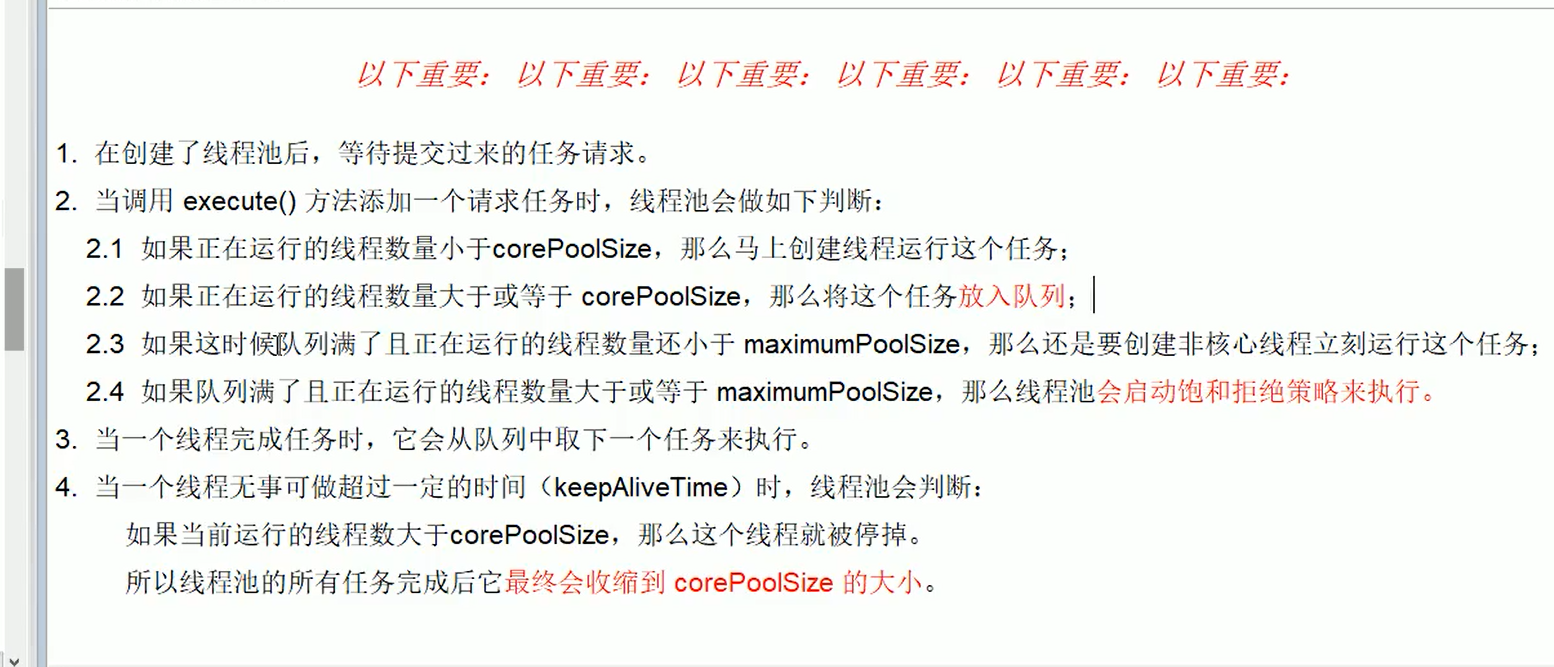 以下重要： 以下重要： 以下重要： 以下重要： 以下重要： 以下重要：
1. 在创建了线程池后，等待提交过来的任务请求。
2. 当调用 execute() 方法添加一个请求任务时，线程池会做如下判断：
2.1 如果正在运行的线程数量小于corePoolSize，那么马上创建线程运行这个任务；
2.2 如果正在运行的线程数量大于或等于 corePoolSize，那么将这个任务放入队列；
2.3 如果这时候队列满了且正在运行的线程数量还小于 maximumPoolSize，那么还是要创建非核心线程立刻运行这个任务；
2.4 如果队列满了且正在运行的线程数量大于或等于 maximumPoolSize，那么线程池会启动饱和拒绝策略来执行。
3. 当一个线程完成任务时，它会从队列中取下一个任务来执行。
4. 当一个线程无事可做超过一定的时间（keepAliveTime）时，线程池会判断：
如果当前运行的线程数大于corePoolSize，那么这个线程就被停掉。
所以线程池的所有任务完成后它最终会收缩到 corePoolSize 的大小。